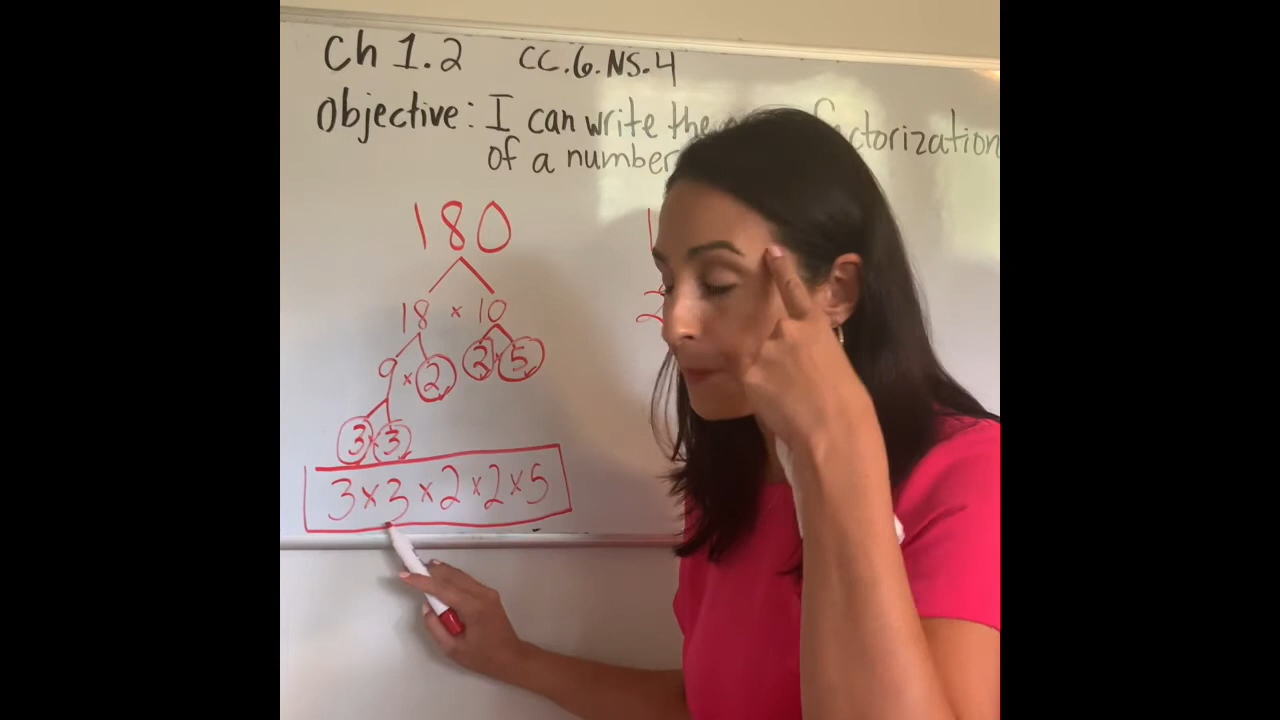 Ch 1.2 CC.6.NS.4
Objective: I can write the factorization
of a number
180
18 × 10
9 × 2 2 5
3 3
3 × 3 × 2 × 2 × 5